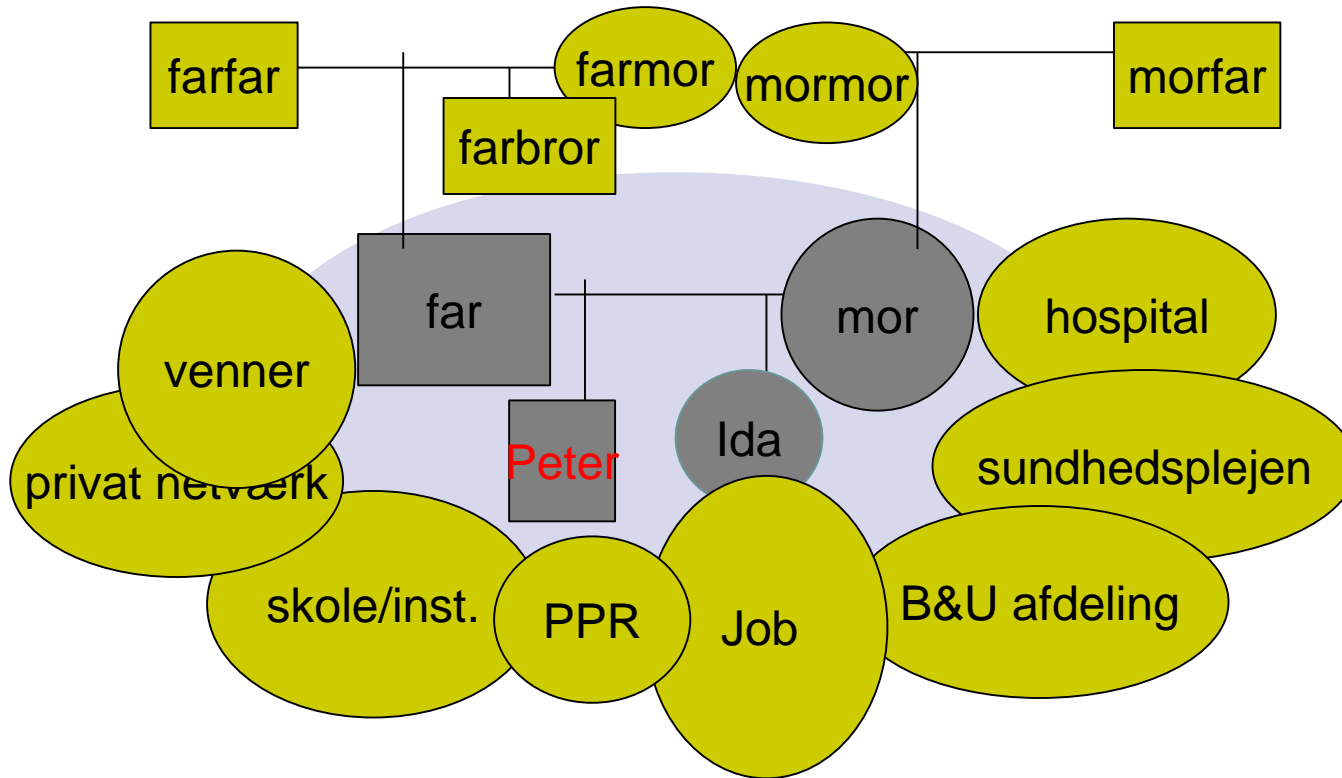 farfar
farmor
mormor
morfar
farbror
far
mor
hospital
venner
Peter
Ida
privat netværk
sundhedsplejen
skole/inst.
PPR
Job
B&U afdeling